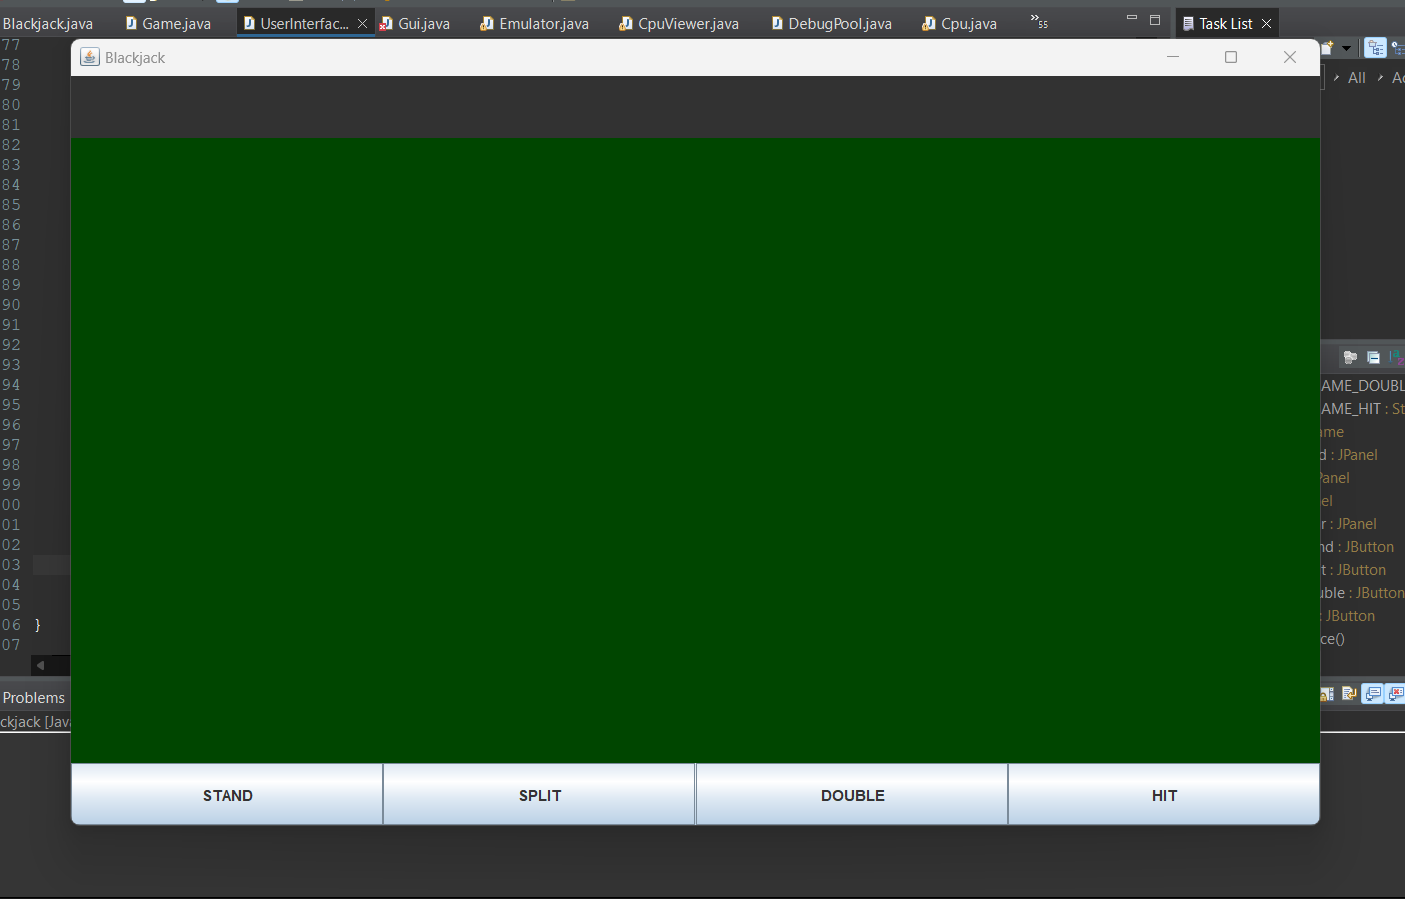 Blackjack.java Game.java UserInterfac... Gui.java Emulator.java CpuViewer.java DebugPool.java Cpu.java »55 Task List
77
78
79
80
81
82
83
84
85
86
87
88
89
90
91
92
93
94
95
96
97
98
99
00
01
02
03
04
05
06 }
07
Blackjack
All Ac
AME_DOUBL
AME_HIT : St
ame
d : JPanel
Panel
el
r : JPanel
nd : JButton
t : JButton
uble : JButton
: JButton
ce()
Problems
ckjack [Java
STAND SPLIT DOUBLE HIT